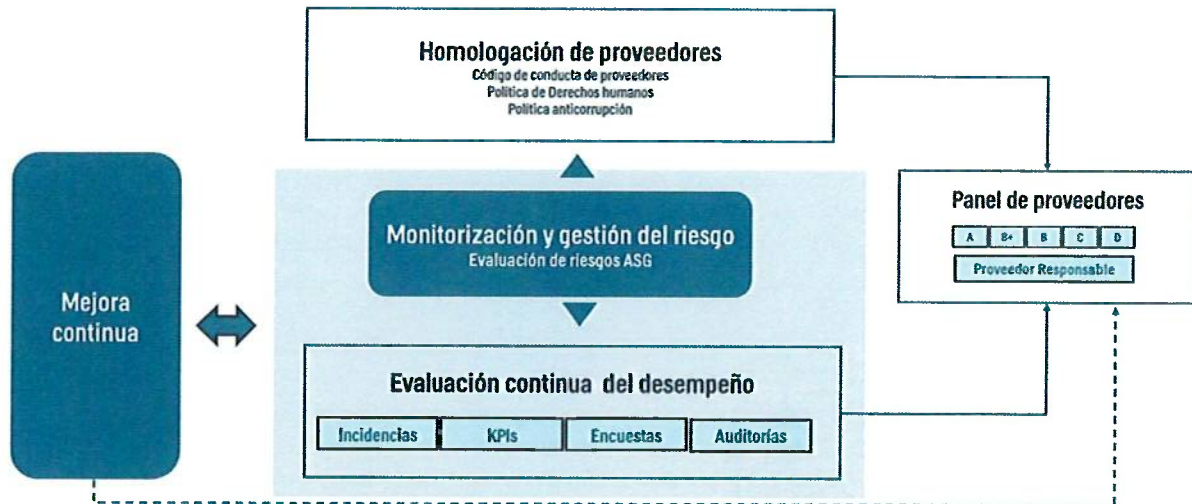 Homologación de proveedores
Código de conducta de proveedores
Política de Derechos humanos
Política anticorrupción
Mejora
continua
Monitorización y gestión del riesgo
Evaluación de riesgos ASG
Panel de proveedores
A B+ B C D
Proveedor Responsable
Evaluación continua del desempeño
Incidencias KPIs Encuestas Auditorías